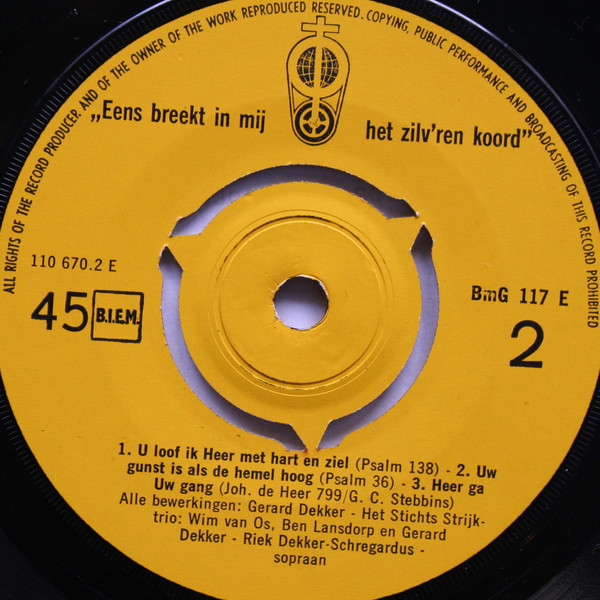 ALL RIGHTS OF THE RECORD PRODUCER, AND OF THE OWNER OF THE WORK REPRODUCED RESERVED. COPYING, PUBLIC PERFORMANCE AND BROADCASTING OF THIS RECORD PROHIBITED
„Eens breekt in mij het zilv'ren koord”
110 670.2 E
45 B.I.E.M.
BmG 117 E
2
1. U loof ik Heer met hart en ziel (Psalm 138) - 2. Uw
gunst is als de hemel hoog (Psalm 36) - 3. Heer ga
Uw gang (Joh. de Heer 799/G. C. Stebbins)
Alle bewerkingen: Gerard Dekker - Het Stichts Strijk-
trio: Wim van Os, Ben Lansdorp en Gerard
Dekker - Riek Dekker-Schregardus -
sopraan